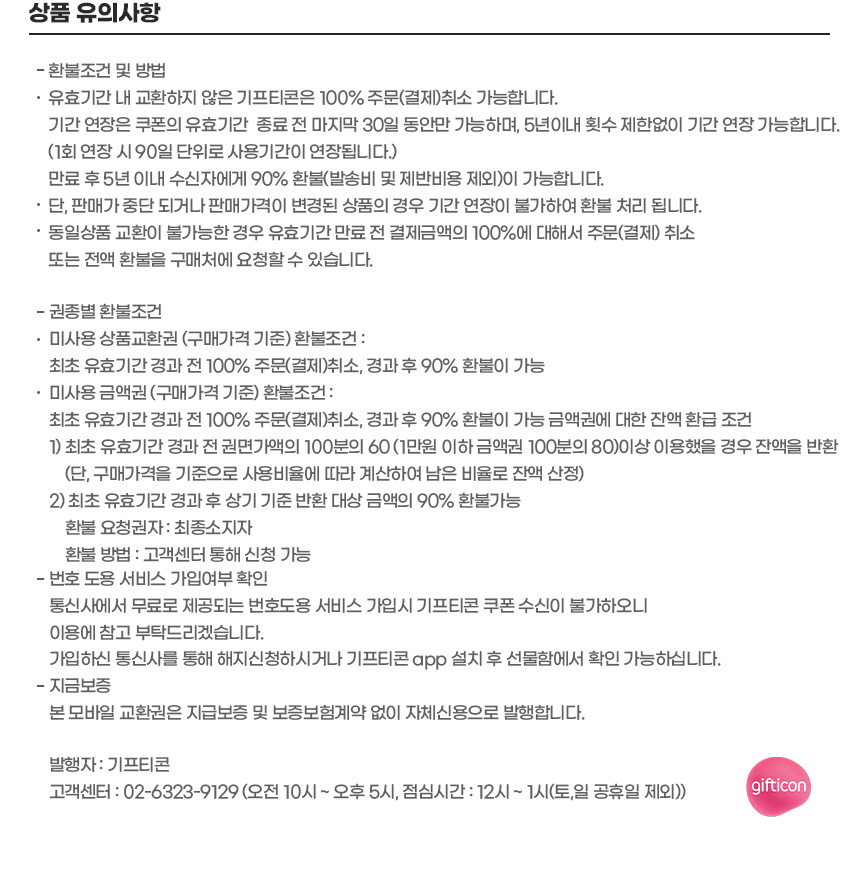 상품 유의사항
- 환불조건 및 방법
· 유효기간 내 교환하지 않은 기프티콘은 100% 주문(결제)취소 가능합니다.
기간 연장은 쿠폰의 유효기간 종료 전 마지막 30일 동안만 가능하며, 5년이내 횟수 제한없이 기간 연장 가능합니다.
(1회 연장 시 90일 단위로 사용기간이 연장됩니다.)
만료 후 5년 이내 수신자에게 90% 환불(발송비 및 제반비용 제외)이 가능합니다.
· 단, 판매가 중단 되거나 판매가격이 변경된 상품의 경우 기간 연장이 불가하여 환불 처리 됩니다.
· 동일상품 교환이 불가능한 경우 유효기간 만료 전 결제금액의 100%에 대해서 주문(결제) 취소
또는 전액 환불을 구매처에 요청할 수 있습니다.
- 권종별 환불조건
· 미사용 상품교환권 (구매가격 기준) 환불조건 :
최초 유효기간 경과 전 100% 주문(결제)취소, 경과 후 90% 환불이 가능
· 미사용 금액권 (구매가격 기준) 환불조건 :
최초 유효기간 경과 전 100% 주문(결제)취소, 경과 후 90% 환불이 가능 금액권에 대한 잔액 환급 조건
1) 최초 유효기간 경과 전 권면가액의 100분의 60 (1만원 이하 금액권 100분의 80)이상 이용했을 경우 잔액을 반환
(단, 구매가격을 기준으로 사용비율에 따라 계산하여 남은 비율로 잔액 산정)
2) 최초 유효기간 경과 후 상기 기준 반환 대상 금액의 90% 환불가능
환불 요청권자 : 최종소지자
환불 방법 : 고객센터 통해 신청 가능
- 번호 도용 서비스 가입여부 확인
통신사에서 무료로 제공되는 번호도용 서비스 가입시 기프티콘 쿠폰 수신이 불가하오니
이용에 참고 부탁드리겠습니다.
가입하신 통신사를 통해 해지신청하시거나 기프티콘 app 설치 후 선물함에서 확인 가능하십니다.
- 지금보증
본 모바일 교환권은 지급보증 및 보증보험계약 없이 자체신용으로 발행합니다.
발행자 : 기프티콘
고객센터 : 02-6323-9129 (오전 10시 ~ 오후 5시, 점심시간 : 12시 ~ 1시(토,일 공휴일 제외))
gifticon